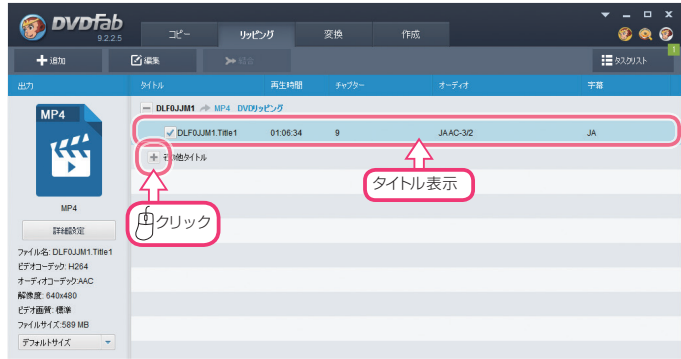 DVDFab
9.2.2.5
コピー リッピング 変換 作成
追加 編集 結合 タスクリスト 1
出力 タイトル 再生時間 チャプター オーディオ 字幕
MP4
DLF0JJM1 MP4 DVDリッピング
DLF0JJM1.Title1 01:06:34 9 JAAC-3/2 JA
その他タイトル
タイトル表示
クリック
MP4
詳細設定
ファイル名: DLF0JJM1.Title1
ビデオコーデック: H264
オーディオコーデック:AAC
解像度: 640x480
ビデオ画質: 標準
ファイルサイズ:589 MB
デフォルトサイズ